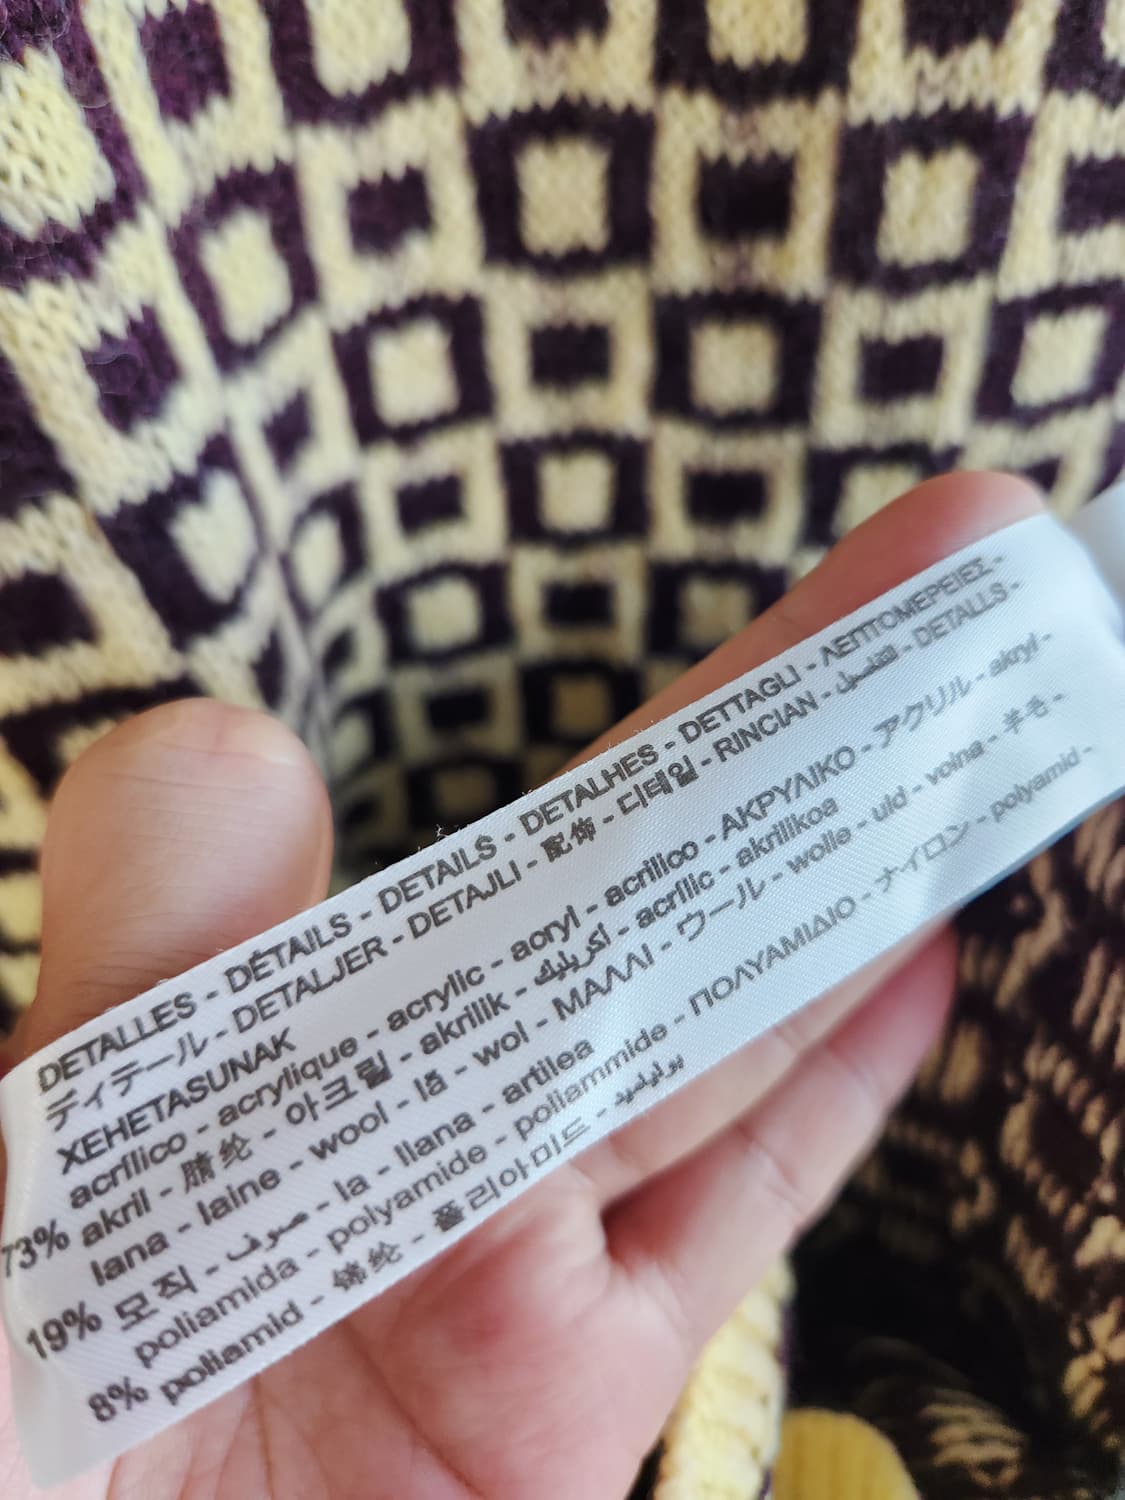 DETALLES - DÉTAILS - DETAILS - DETAILS - DETALHES - DETTAGLI - ΛΕΠΤΟΜΕΡΕΙΕΣ -
ディテール - DETALJER - DETALJER - DETAJLI - 配饰 - 디테일 - RINCIAN - التفاصيل - DETALLS -
XEHETASUNAK
73% acrílico - acrylique - acrylic - acryl - acrílico - acrilico - ΑΚΡΥΛΙΚΟ - アクリル - akryl -
akril - 腈纶 - 아크릴 - akrilik - اكريليك - acrílic - akrilikoa
19% lana - laine - wool - lã - wol - ΜΑΛΛΙ - ウール - wolle - uld - volna - 羊毛 -
모직 - صوف - la - llana - artilea
8% poliamida - polyamide - poliammide - ΠΟΛΥΑΜΙΔΙΟ - ナイロン - polyamid -
poliamid - 锦纶 - 폴리아미드 - بوليميد